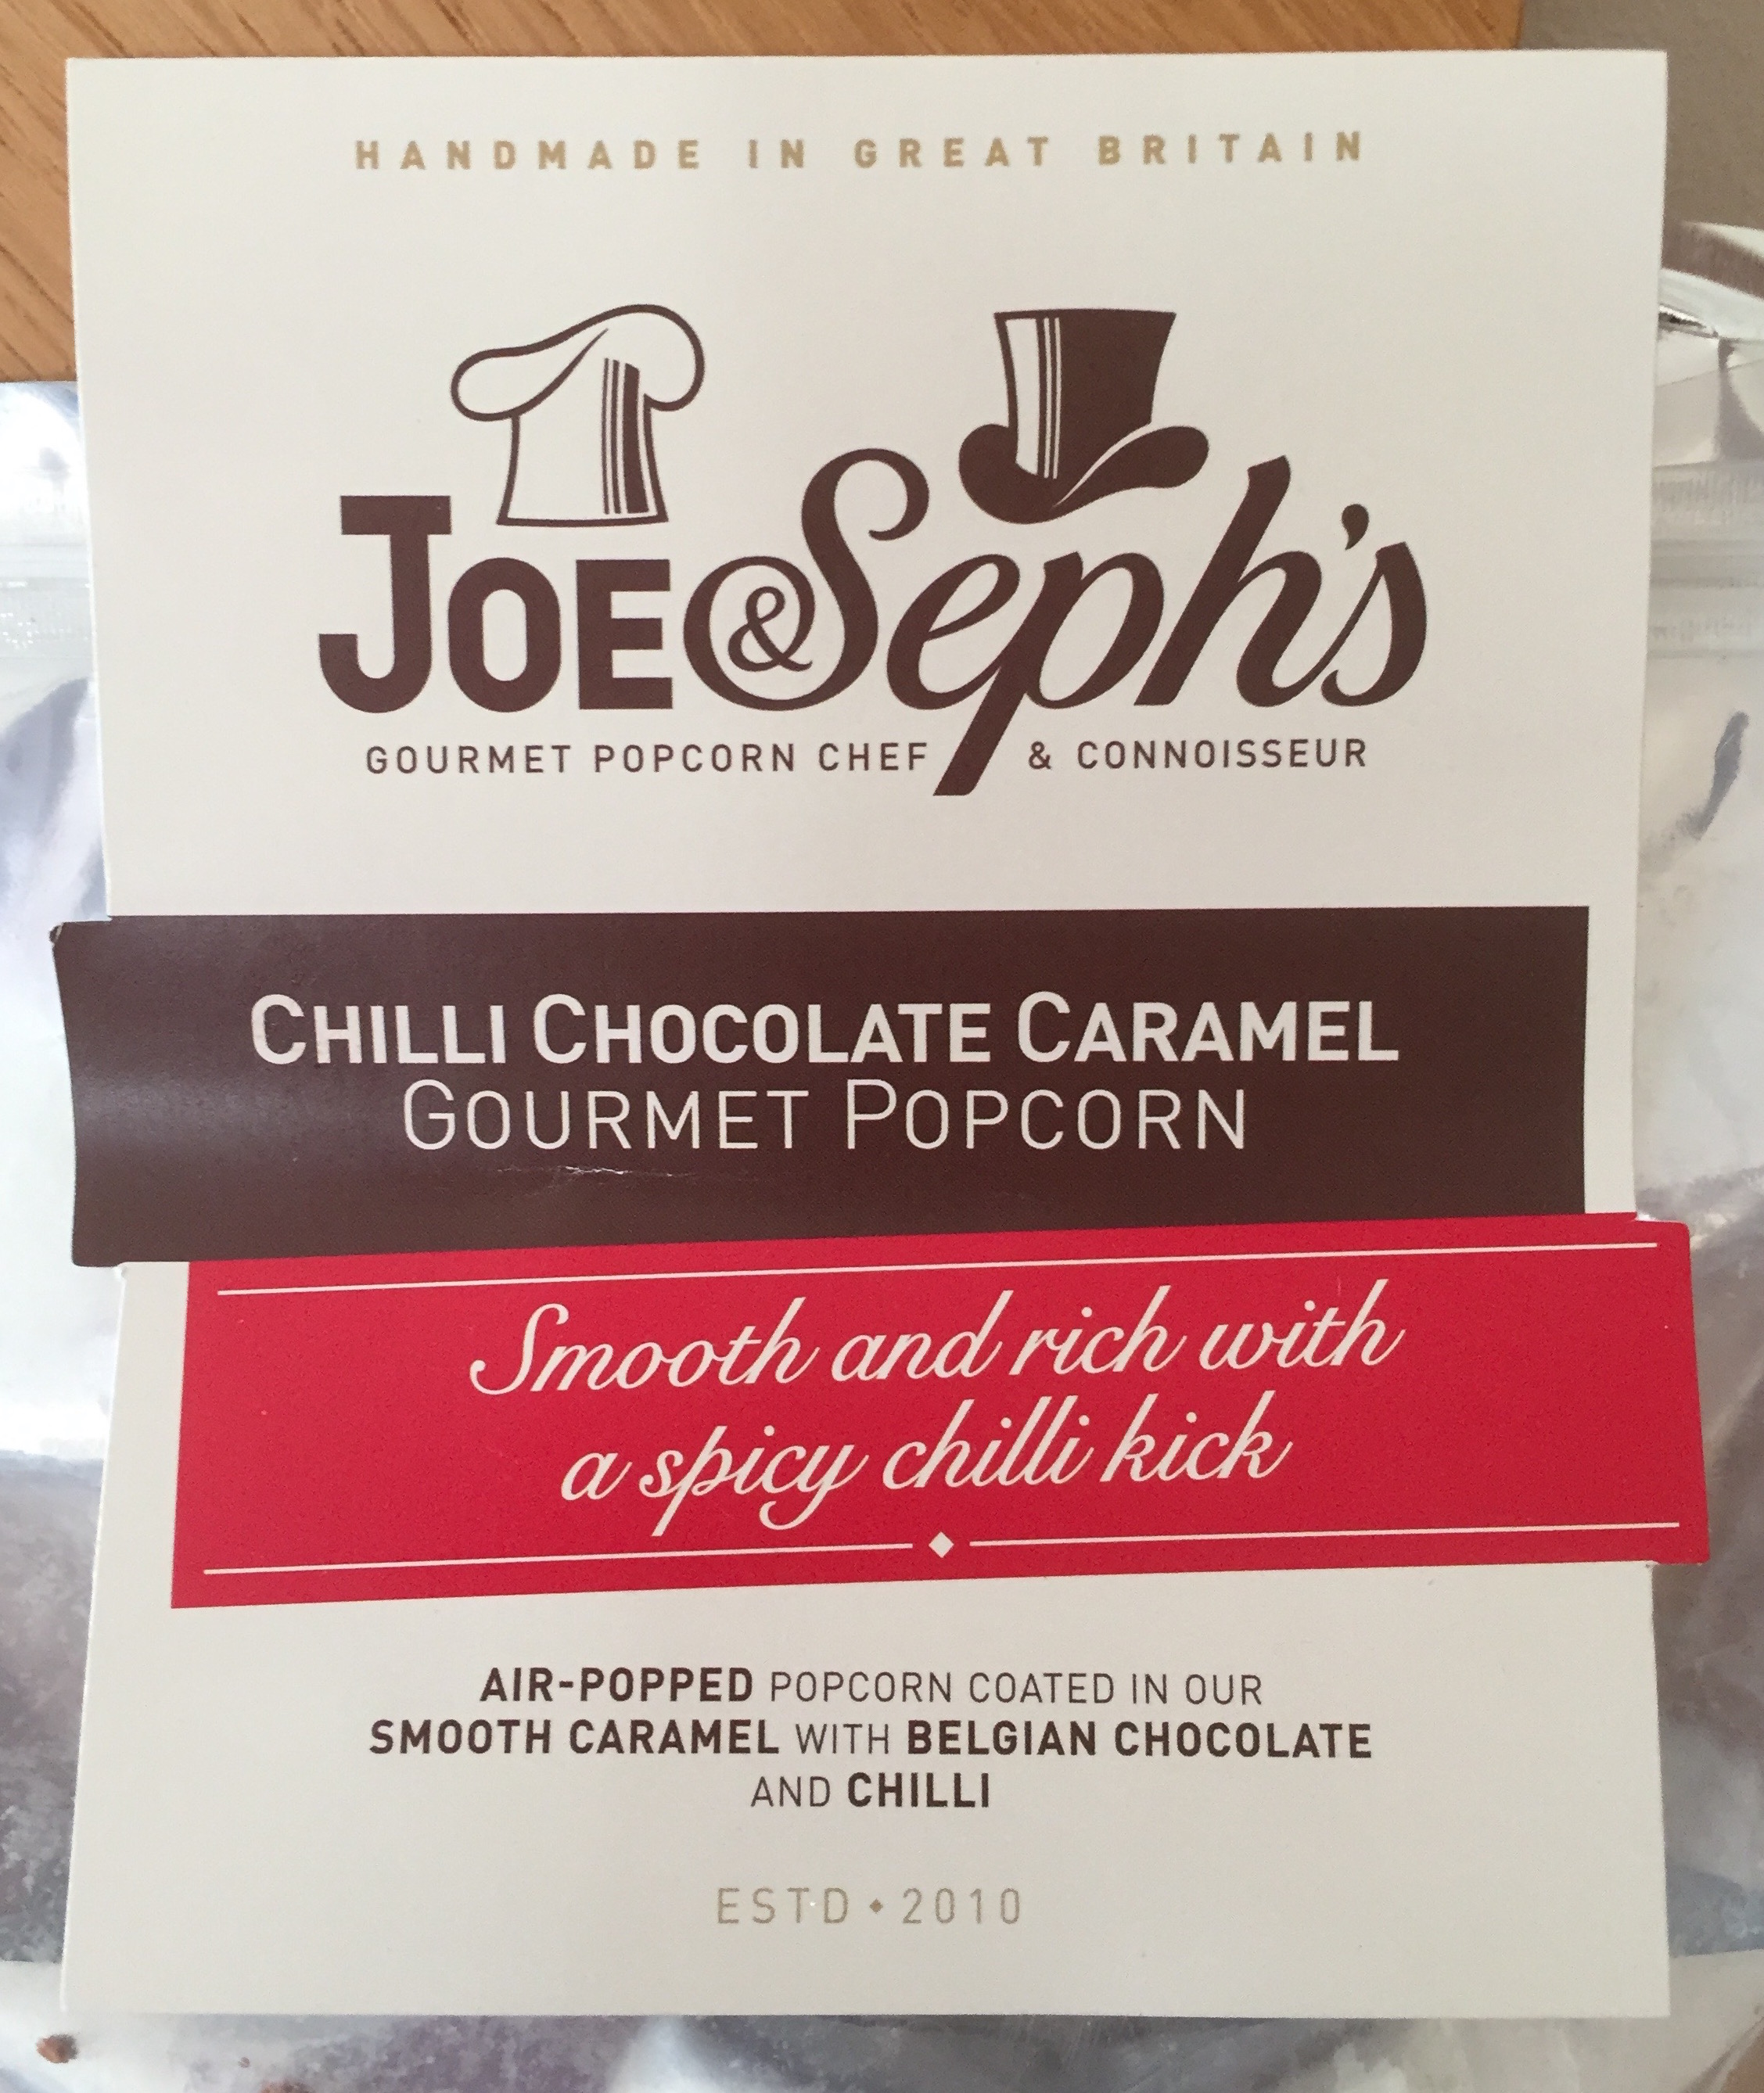 HANDMADE IN GREAT BRITAIN
JOE & Seph's
GOURMET POPCORN CHEF & CONNOISSEUR
CHILLI CHOCOLATE CARAMEL
GOURMET POPCORN
Smooth and rich with
a spicy chilli kick
AIR-POPPED POPCORN COATED IN OUR
SMOOTH CARAMEL WITH BELGIAN CHOCOLATE
AND CHILLI
ESTD • 2010